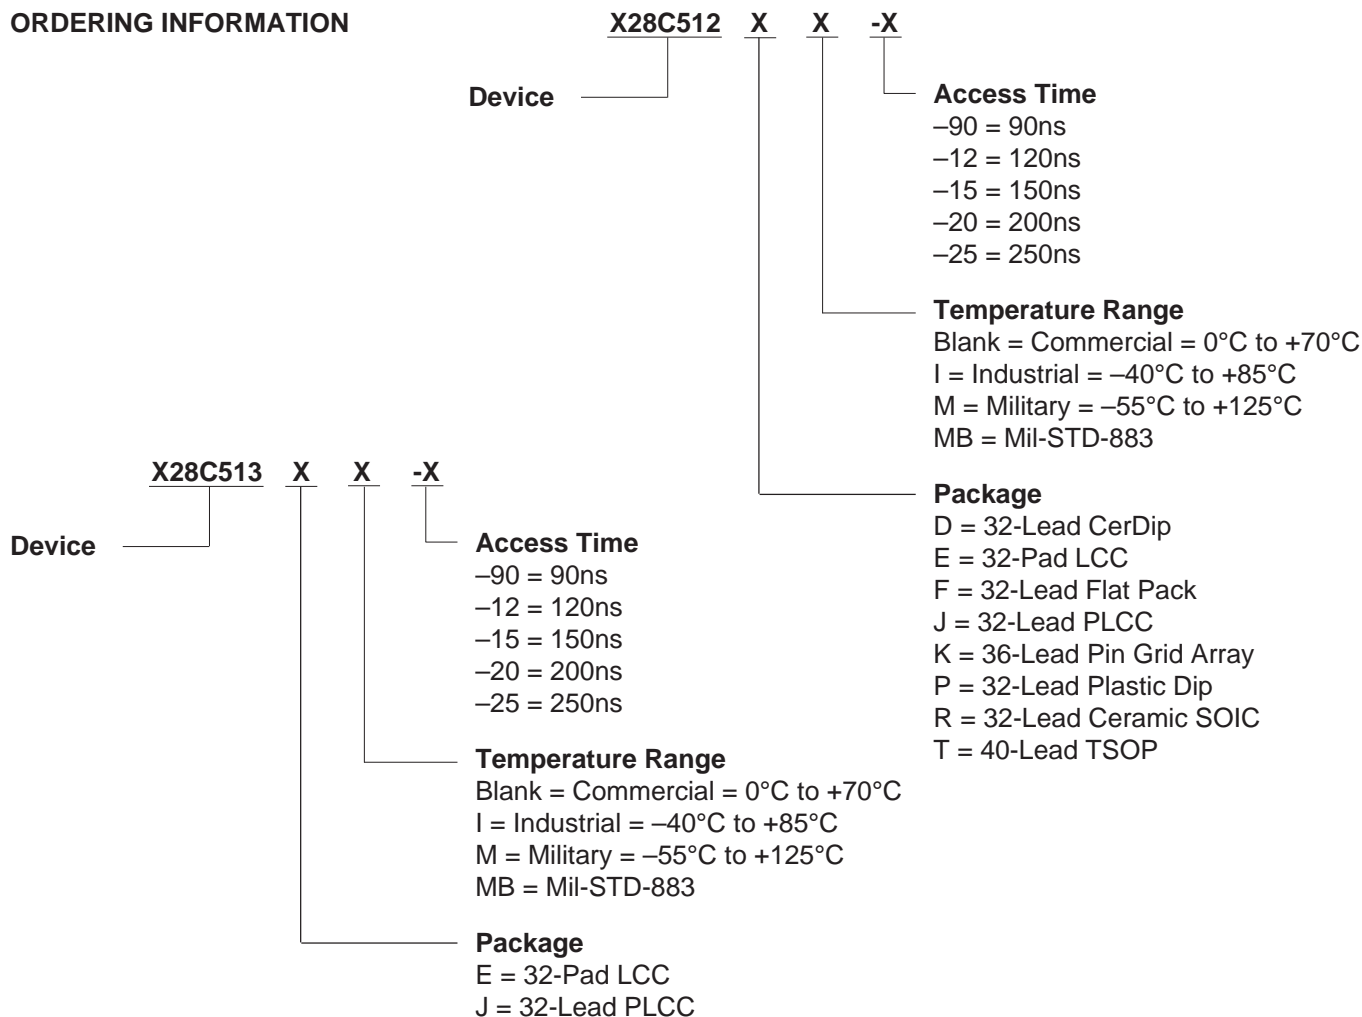 ORDERING INFORMATION
X28C512 X X -X
Device
Access Time
–90 = 90ns
–12 = 120ns
–15 = 150ns
–20 = 200ns
–25 = 250ns
Temperature Range
Blank = Commercial = 0°C to +70°C
I = Industrial = –40°C to +85°C
M = Military = –55°C to +125°C
MB = Mil-STD-883
Package
D = 32-Lead CerDip
E = 32-Pad LCC
F = 32-Lead Flat Pack
J = 32-Lead PLCC
K = 36-Lead Pin Grid Array
P = 32-Lead Plastic Dip
R = 32-Lead Ceramic SOIC
T = 40-Lead TSOP
X28C513 X X -X
Device
Access Time
–90 = 90ns
–12 = 120ns
–15 = 150ns
–20 = 200ns
–25 = 250ns
Temperature Range
Blank = Commercial = 0°C to +70°C
I = Industrial = –40°C to +85°C
M = Military = –55°C to +125°C
MB = Mil-STD-883
Package
E = 32-Pad LCC
J = 32-Lead PLCC